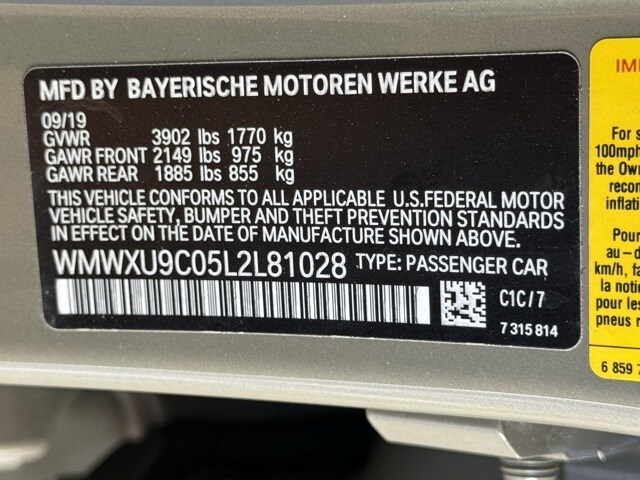 MFD BY BAYERISCHE MOTOREN WERKE AG
09/19
GVWR 3902 lbs 1770 kg
GAWR FRONT 2149 lbs 975 kg
GAWR REAR 1885 lbs 855 kg
THIS VEHICLE CONFORMS TO ALL APPLICABLE U.S.FEDERAL MOTOR
VEHICLE SAFETY, BUMPER AND THEFT PREVENTION STANDARDS
IN EFFECT ON THE DATE OF MANUFACTURE SHOWN ABOVE.
WMWXU9C05L2L81028 TYPE: PASSENGER CAR
C1C/7
7 315 814
For s
100mph
the Own
recom
inflati
Pour
au-d
km/h, fa
la notic
pour les
pneus r
6 859 7